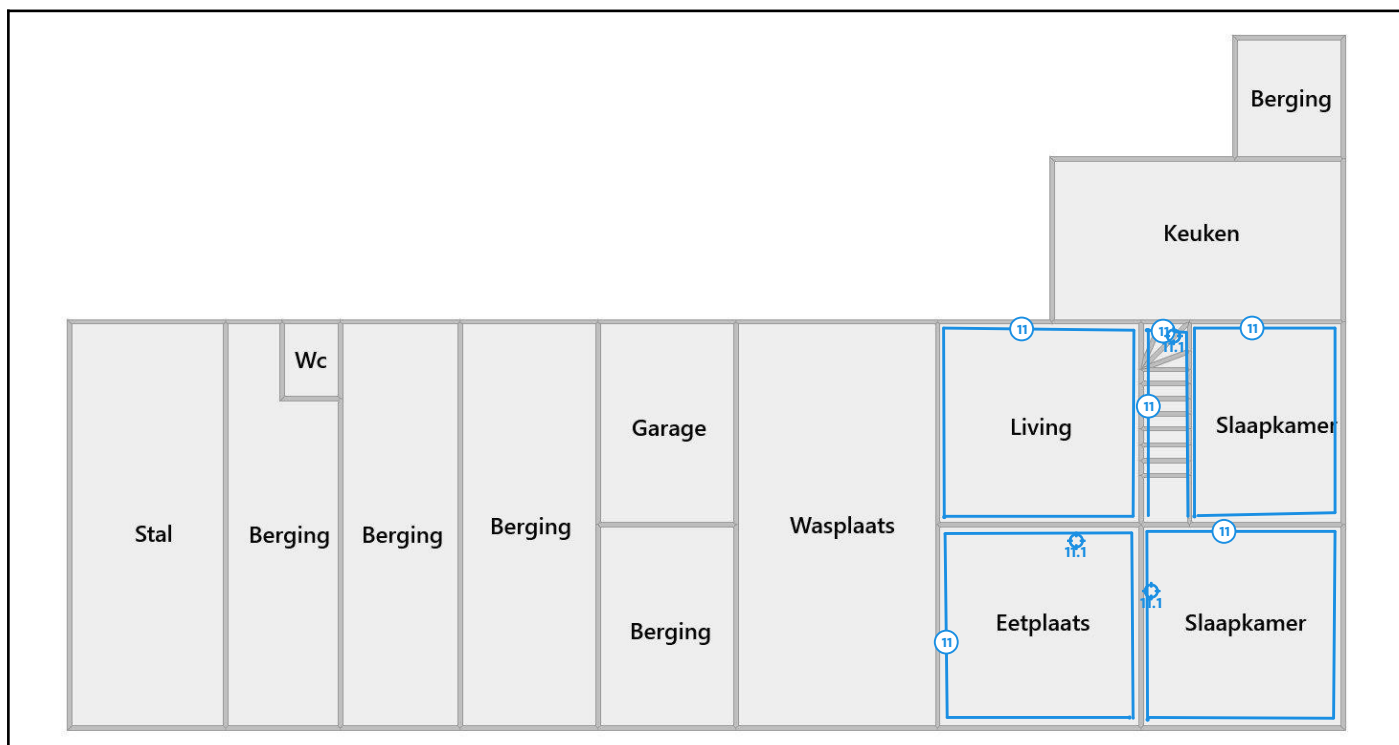 Berging
Keuken
11
11
11
11.1
Wc
11
Garage
Living
Slaapkamer
Stal
Berging
Berging
Berging
Wasplaats
11
11.1
11.1
Berging
Eetplaats
Slaapkamer
11